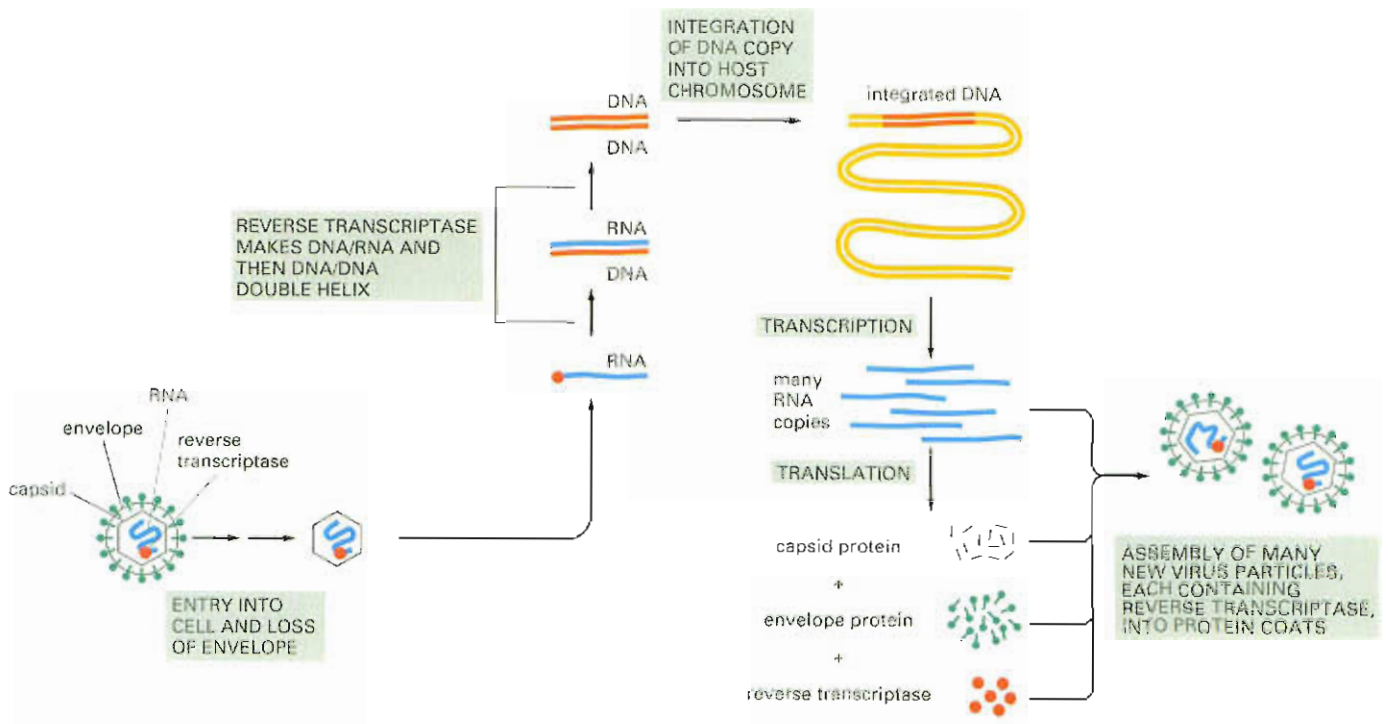 INTEGRATION
OF DNA COPY
INTO HOST
CHROMOSOME
integrated DNA
DNA
DNA
REVERSE TRANSCRIPTASE
MAKES DNA/RNA AND
THEN DNA/DNA
DOUBLE HELIX
RNA
DNA
RNA
TRANSCRIPTION
many
RNA
copies
TRANSLATION
RNA
envelope
reverse
transcriptase
capsid
ENTRY INTO
CELL AND LOSS
OF ENVELOPE
capsid protein
+
envelope protein
+
reverse transcriptase
ASSEMBLY OF MANY
NEW VIRUS PARTICLES,
EACH CONTAINING
REVERSE TRANSCRIPTASE,
INTO PROTEIN COATS